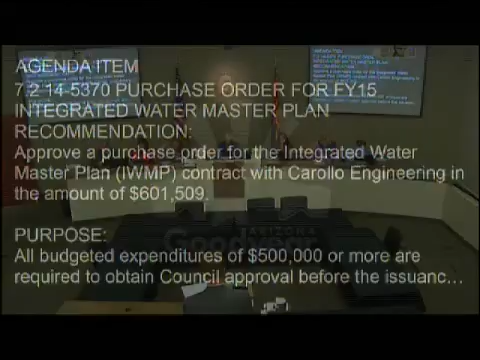 AGENDA ITEM
7.2 14-5370 PURCHASE ORDER FOR FY15
INTEGRATED WATER MASTER PLAN
RECOMMENDATION:
Approve a purchase order for the Integrated Water
Master Plan (IWMP) contract with Carollo Engineering in
the amount of $601,509.
ARIZONA
Goodyear
PURPOSE:
All budgeted expenditures of $500,000 or more are
required to obtain Council approval before the issuanc...